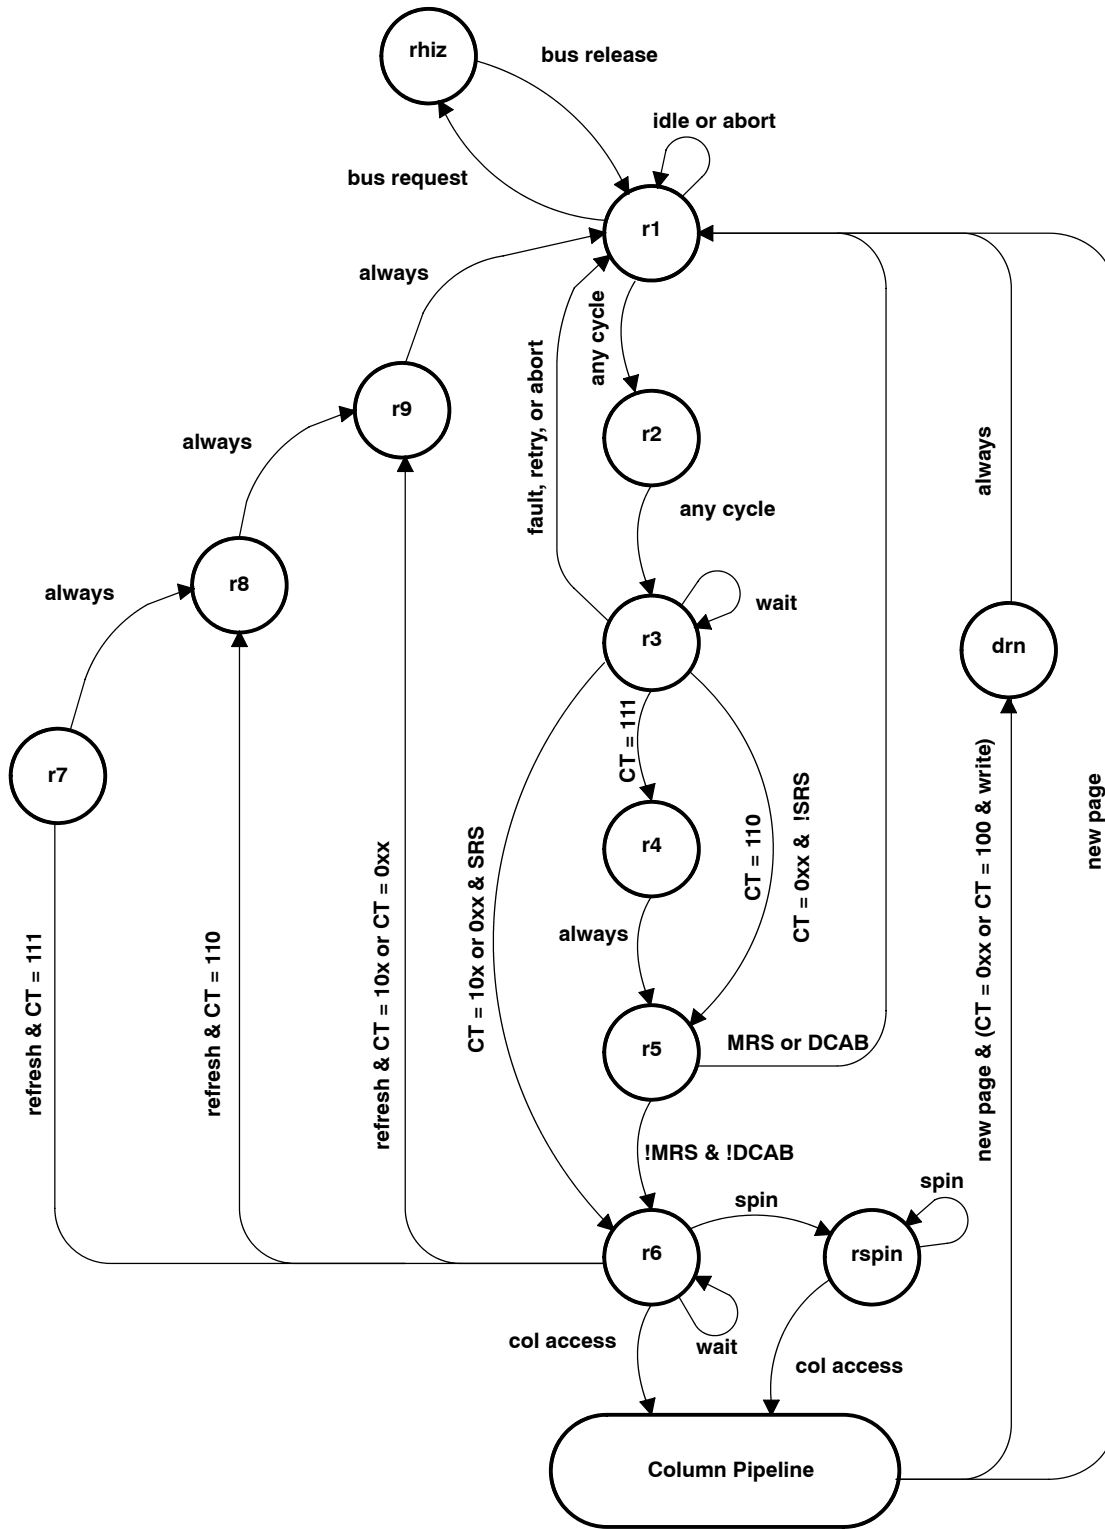 rhiz
bus release
idle or abort
bus request
r1
always
any cycle
fault, retry, or abort
r9
r2
always
always
any cycle
r8
always
wait
r3
drn
CT = 111
r7
new page & (CT = 0xx or CT = 100 & write)
new page
CT = 110
CT = 0xx & !SRS
CT = 10x or 0xx & SRS
refresh & CT = 10x or CT = 0xx
r4
always
refresh & CT = 111
refresh & CT = 110
r5
MRS or DCAB
!MRS & !DCAB
spin
spin
r6
rspin
wait
col access
col access
Column Pipeline